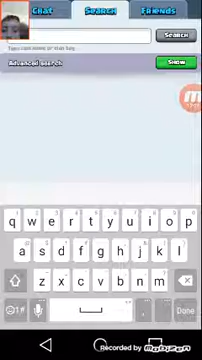 Chat Search Friends
Search
Advanced search
SHOW
q w e r t y u i o p
a s d f g h j k l
z x c v b n m
Done
Recorded by